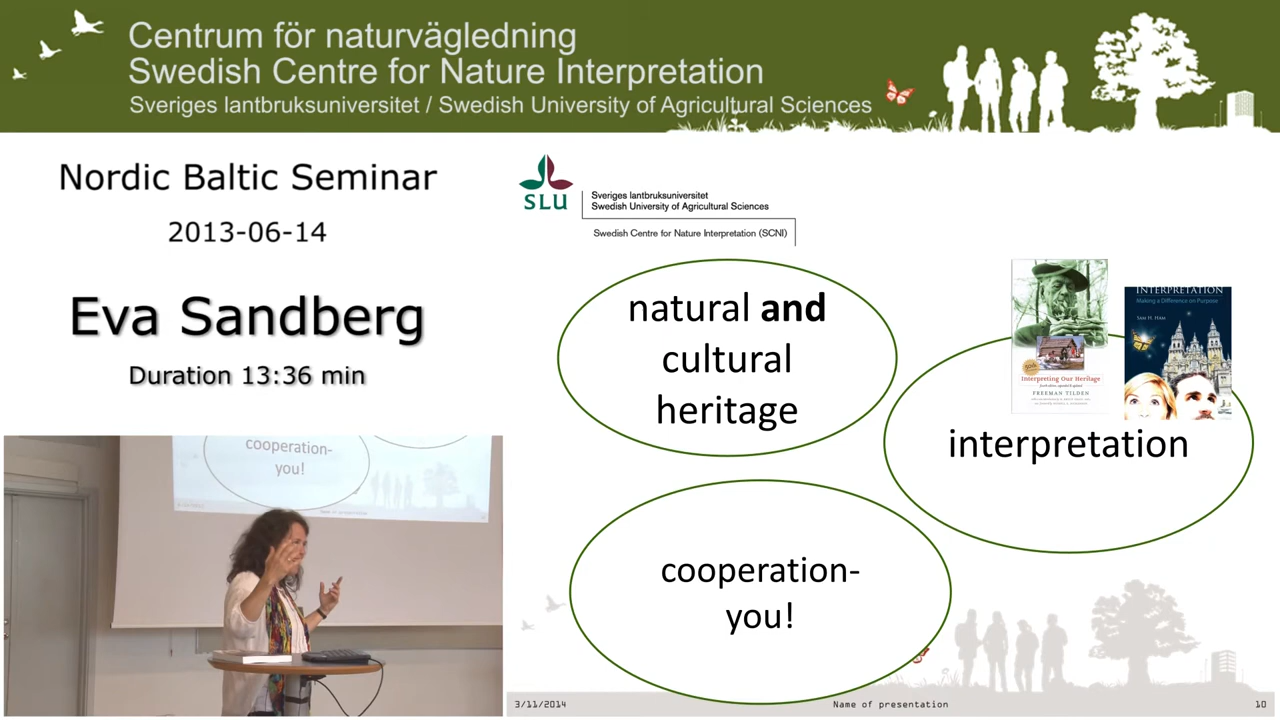 Centrum för naturvägledning
Swedish Centre for Nature Interpretation
Sveriges lantbruksuniversitet / Swedish University of Agricultural Sciences
Nordic Baltic Seminar
2013-06-14
Eva Sandberg
Duration 13:36 min
cooperation-
you!
SLU
Sveriges lantbruksuniversitet
Swedish University of Agricultural Sciences
Swedish Centre for Nature Interpretation (SCNI)
natural and
cultural
heritage
Interpreting Our Heritage
FREEMAN TILDEN
INTERPRETATION
Making a Difference on Purpose
SAM H. HAM
interpretation
cooperation-
you!
3/11/2014
Name of presentation
10